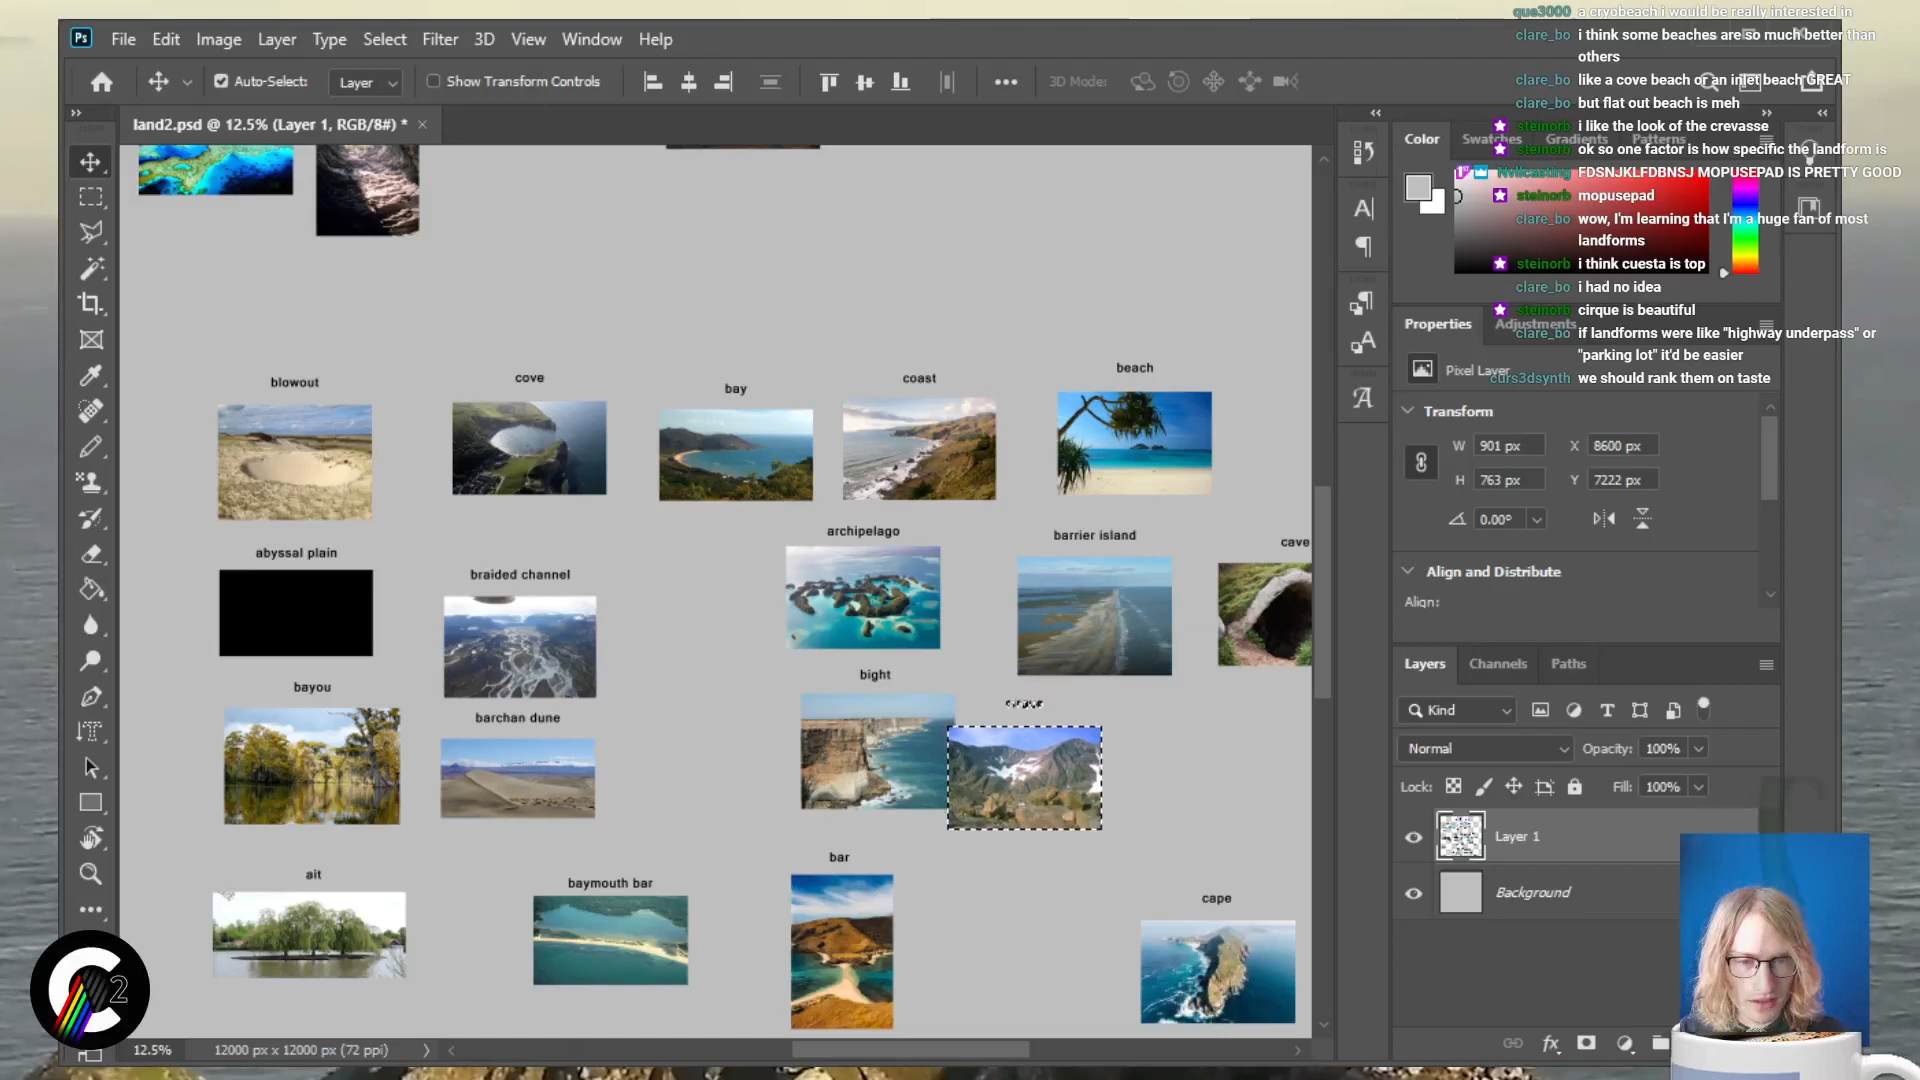 que3000 a cryobeach i would be really interested in
Ps File Edit Image Layer Type Select Filter 3D View Window Help
clare_bo i think some beaches are so much better than
others
Auto-Select: Layer Show Transform Controls 3D Mode:
clare_bo like a cove beach or an inlet beach GREAT
clare_bo but flat out beach is meh
land2.psd @ 12.5% (Layer 1, RGB/8#) *
steinorb i like the look of the crevasse
Color Swatches Gradients Patterns
steinorb ok so one factor is how specific the landform is
FDSNJKLFDBNSJ MOPUSEPAD IS PRETTY GOOD
steinorb mopusepad
clare_bo wow, I'm learning that I'm a huge fan of most
landforms
steinorb i think cuesta is top
clare_bo i had no idea
steinorb cirque is beautiful
Properties Adjustments
clare_bo if landforms were like "highway underpass" or
"parking lot" it'd be easier
Pixel Layer
curs3dsynth we should rank them on taste
Transform
W 901 px X 8600 px
H 763 px Y 7222 px
0.00°
Align and Distribute
Align:
Layers Channels Paths
Kind
Normal Opacity: 100%
Lock: Fill: 100%
Layer 1
Background
fx
beach
blowout cove bay coast
archipelago barrier island cave
abyssal plain braided channel
bight
bayou
cirque
barchan dune
bar
ait baymouth bar
cape
C 2
12.5% 12000 px x 12000 px (72 ppi)